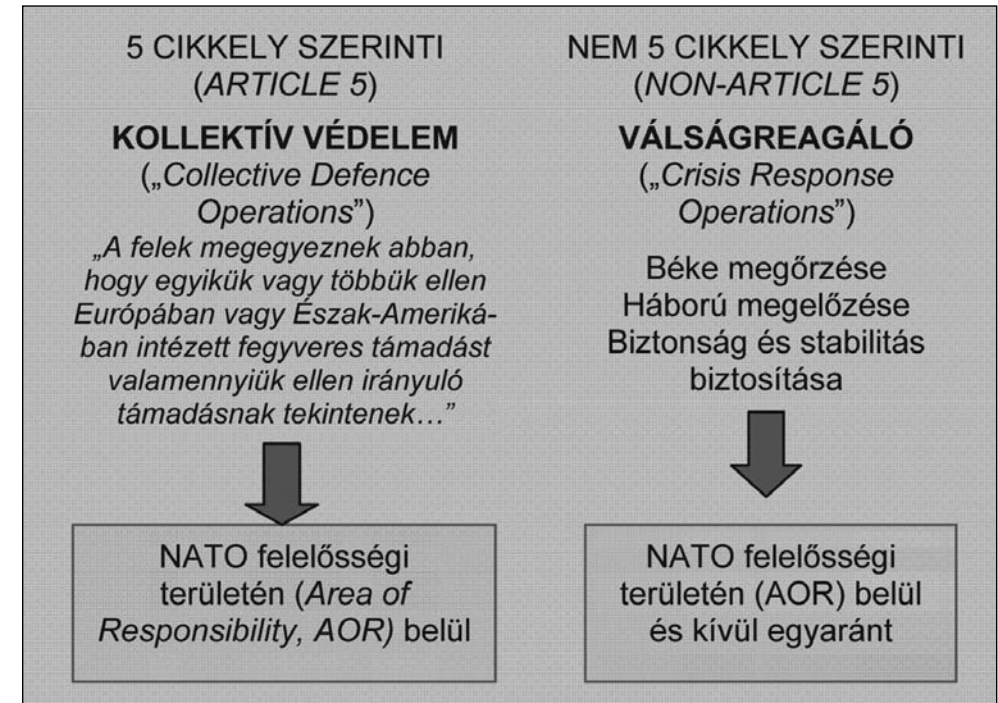 5 CIKKELY SZERINTI
(ARTICLE 5)
KOLLEKTÍV VÉDELEM
(„Collective Defence
Operations”)
„A felek megegyeznek abban,
hogy egyikük vagy többük ellen
Európában vagy Észak-Ameriká-
ban intézett fegyveres támadást
valamennyiük ellen irányuló
támadásnak tekintenek…”
NATO felelősségi
területén (Area of
Responsibility, AOR) belül
NEM 5 CIKKELY SZERINTI
(NON-ARTICLE 5)
VÁLSÁGREAGÁLÓ
(„Crisis Response
Operations”)
Béke megőrzése
Háború megelőzése
Biztonság és stabilitás
biztosítása
NATO felelősségi
területén (AOR) belül
és kívül egyaránt